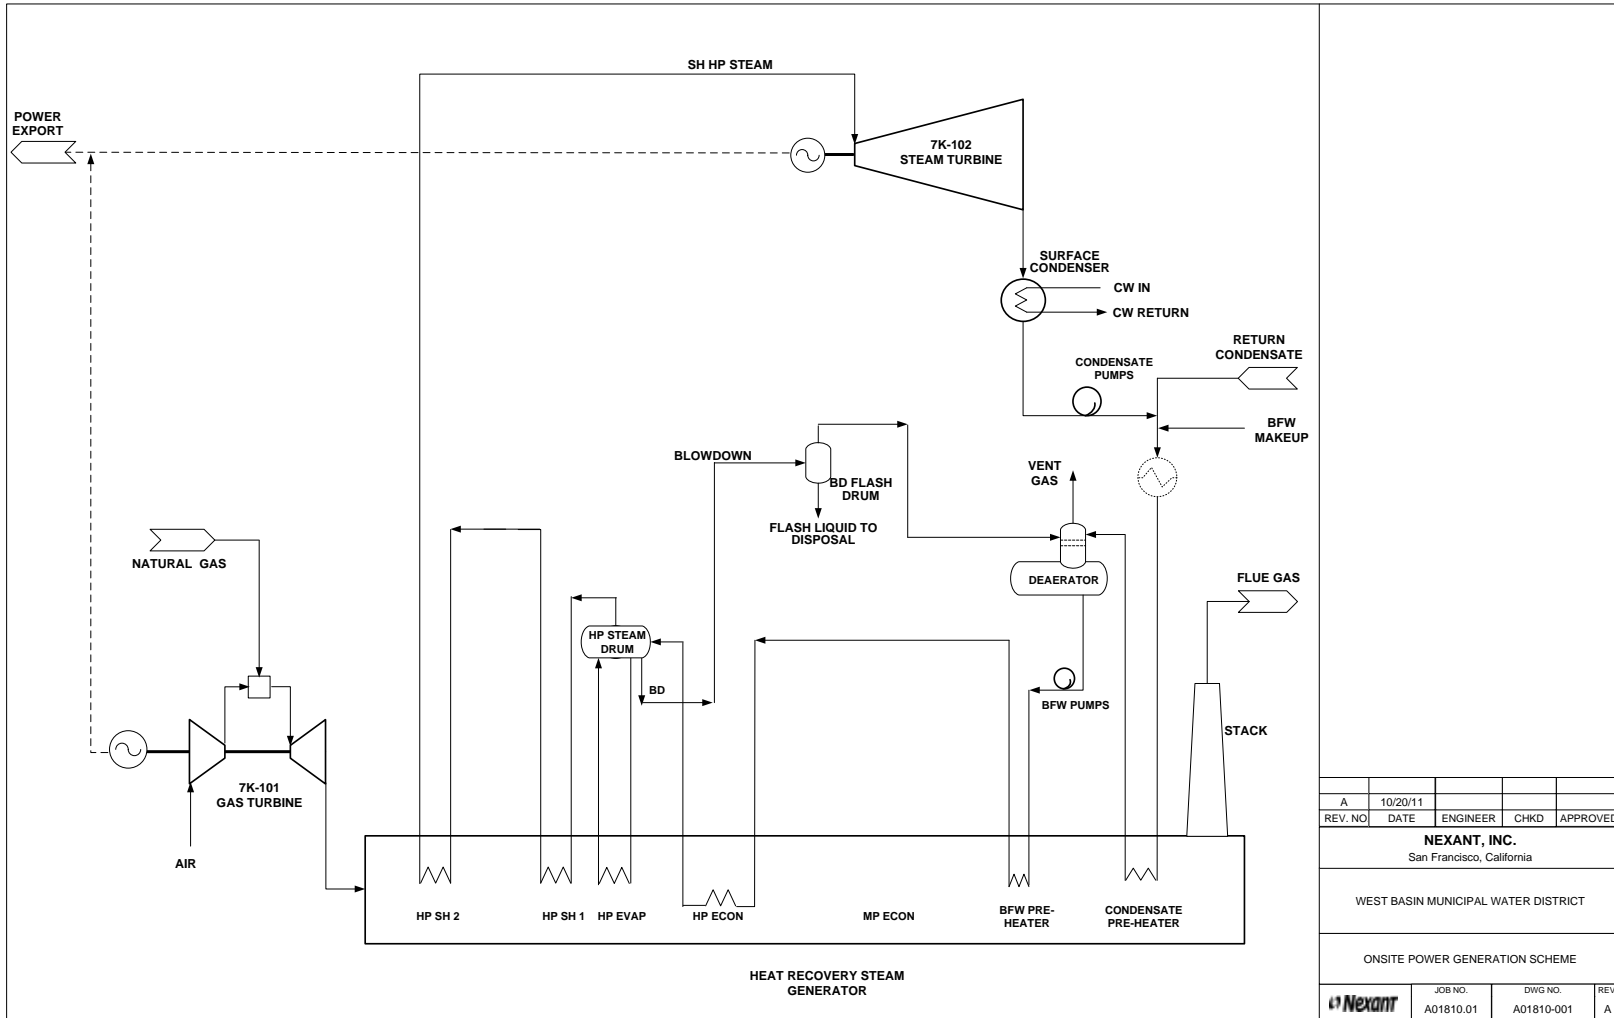 SH HP STEAM
POWER
EXPORT
7K-102
STEAM TURBINE
SURFACE
CONDENSER
CW IN
CW RETURN
RETURN
CONDENSATE
CONDENSATE
PUMPS
BFW
MAKEUP
BLOWDOWN
VENT
GAS
BD FLASH
DRUM
FLASH LIQUID TO
DISPOSAL
NATURAL GAS
DEAERATOR
FLUE GAS
HP STEAM
DRUM
BD
BFW PUMPS
STACK
7K-101
GAS TURBINE
AIR
HP SH 2
HP SH 1
HP EVAP
HP ECON
MP ECON
BFW PRE-
HEATER
CONDENSATE
PRE-HEATER
HEAT RECOVERY STEAM
GENERATOR
A 10/20/11
REV. NO DATE ENGINEER CHKD APPROVED
NEXANT, INC.
San Francisco, California
WEST BASIN MUNICIPAL WATER DISTRICT
ONSITE POWER GENERATION SCHEME
Nexant
JOB NO. DWG NO. REV
A01810.01 A01810-001 A